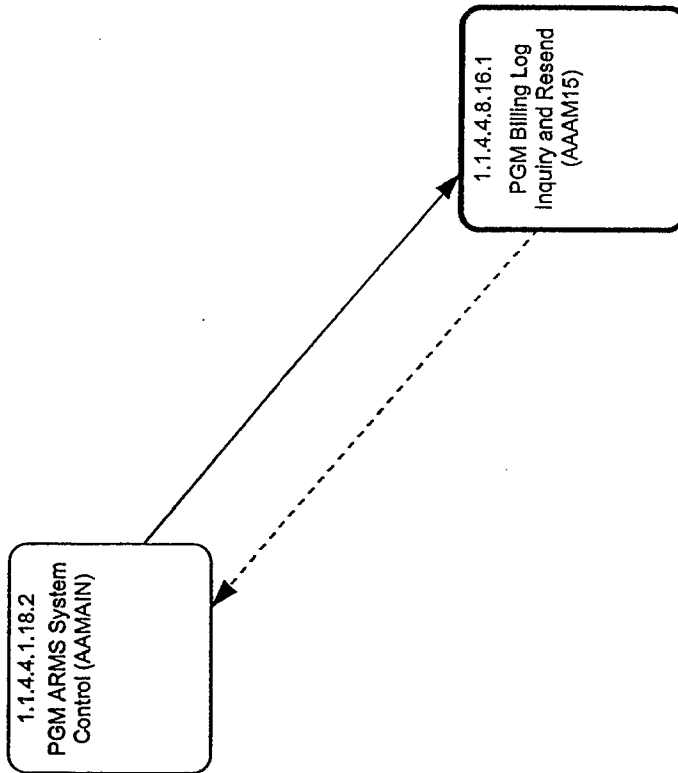 1.1.4.4.1.18.2
PGM ARMS System
Control (AAMAIN)
1.1.4.4.8.16.1
PGM Billing Log
Inquiry and Resend
(AAAM15)